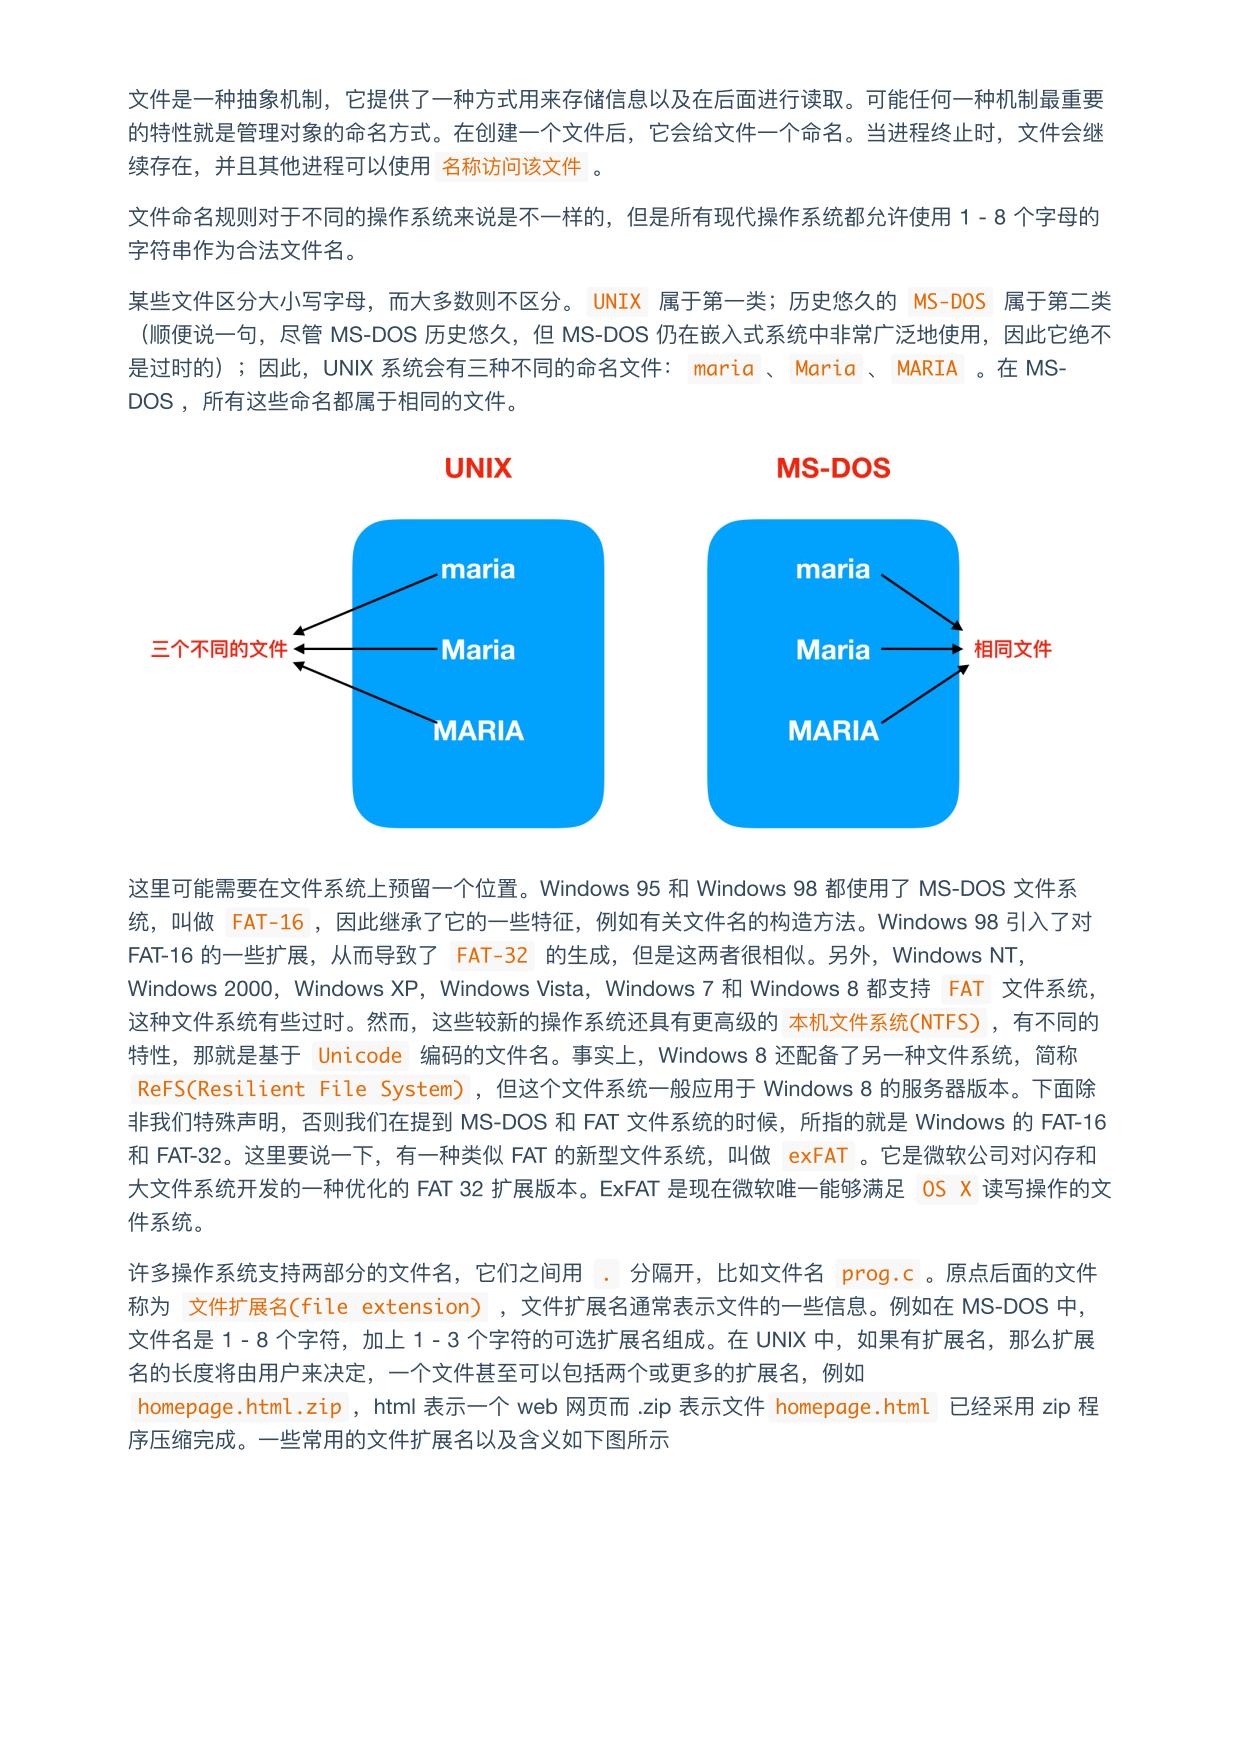 文件是一种抽象机制，它提供了一种方式用来存储信息以及在后面进行读取。可能任何一种机制最重要
的特性就是管理对象的命名方式。在创建一个文件后，它会给文件一个命名。当进程终止时，文件会继
续存在，并且其他进程可以使用 名称访问该文件 。
文件命名规则对于不同的操作系统来说是不一样的，但是所有现代操作系统都允许使用 1 - 8 个字母的
字符串作为合法文件名。
某些文件区分大小写字母，而大多数则不区分。 UNIX 属于第一类；历史悠久的 MS-DOS 属于第二类
（顺便说一句，尽管 MS-DOS 历史悠久，但 MS-DOS 仍在嵌入式系统中非常广泛地使用，因此它绝不
是过时的）；因此，UNIX 系统会有三种不同的命名文件： maria 、 Maria 、 MARIA 。在 MS-
DOS ，所有这些命名都属于相同的文件。
UNIX MS-DOS
maria maria
三个不同的文件 Maria Maria 相同文件
MARIA MARIA
这里可能需要在文件系统上预留一个位置。Windows 95 和 Windows 98 都使用了 MS-DOS 文件系
统，叫做 FAT-16 ，因此继承了它的一些特征，例如有关文件名的构造方法。Windows 98 引入了对
FAT-16 的一些扩展，从而导致了 FAT-32 的生成，但是这两者很相似。另外，Windows NT，
Windows 2000，Windows XP，Windows Vista，Windows 7 和 Windows 8 都支持 FAT 文件系统，
这种文件系统有些过时。然而，这些较新的操作系统还具有更高级的 本机文件系统(NTFS) ，有不同的
特性，那就是基于 Unicode 编码的文件名。事实上，Windows 8 还配备了另一种文件系统，简称
ReFS(Resilient File System) ，但这个文件系统一般应用于 Windows 8 的服务器版本。下面除
非我们特殊声明，否则我们在提到 MS-DOS 和 FAT 文件系统的时候，所指的就是 Windows 的 FAT-16
和 FAT-32。这里要说一下，有一种类似 FAT 的新型文件系统，叫做 exFAT 。它是微软公司对闪存和
大文件系统开发的一种优化的 FAT 32 扩展版本。ExFAT 是现在微软唯一能够满足 OS X 读写操作的文
件系统。
许多操作系统支持两部分的文件名，它们之间用 . 分隔开，比如文件名 prog.c 。原点后面的文件
称为 文件扩展名(file extension) ，文件扩展名通常表示文件的一些信息。例如在 MS-DOS 中，
文件名是 1 - 8 个字符，加上 1 - 3 个字符的可选扩展名组成。在 UNIX 中，如果有扩展名，那么扩展
名的长度将由用户来决定，一个文件甚至可以包括两个或更多的扩展名，例如
homepage.html.zip ，html 表示一个 web 网页而 .zip 表示文件 homepage.html 已经采用 zip 程
序压缩完成。一些常用的文件扩展名以及含义如下图所示